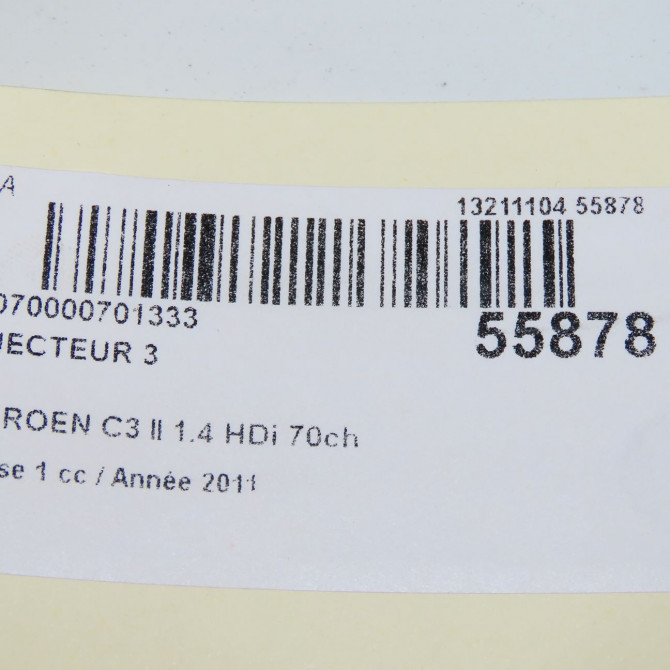 A
13211104 55878
070000701333
55878
JECTEUR 3
ROEN C3 II 1.4 HDi 70ch
se 1 cc / Année 2011